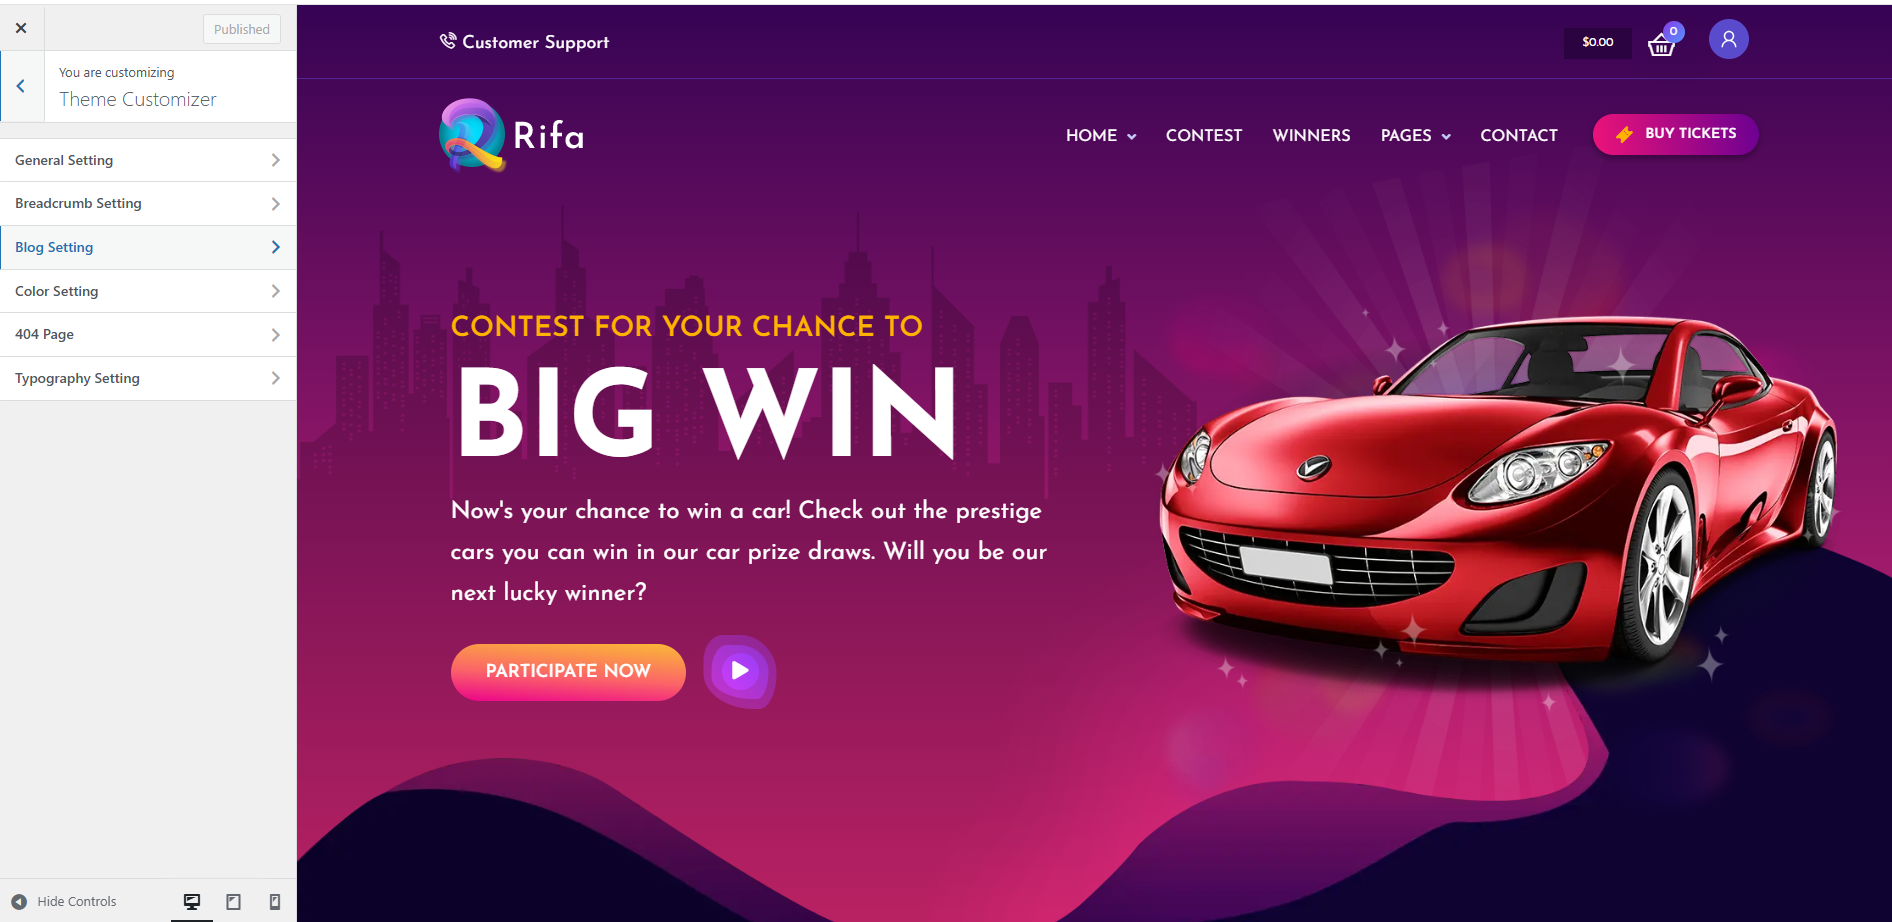 Published
You are customizing
Theme Customizer
General Setting
Breadcrumb Setting
Blog Setting
Color Setting
404 Page
Typography Setting
Hide Controls
Customer Support
$0.00
0
Rifa
HOME
CONTEST
WINNERS
PAGES
CONTACT
BUY TICKETS
CONTEST FOR YOUR CHANCE TO
BIG WIN
Now's your chance to win a car! Check out the prestige
cars you can win in our car prize draws. Will you be our
next lucky winner?
PARTICIPATE NOW